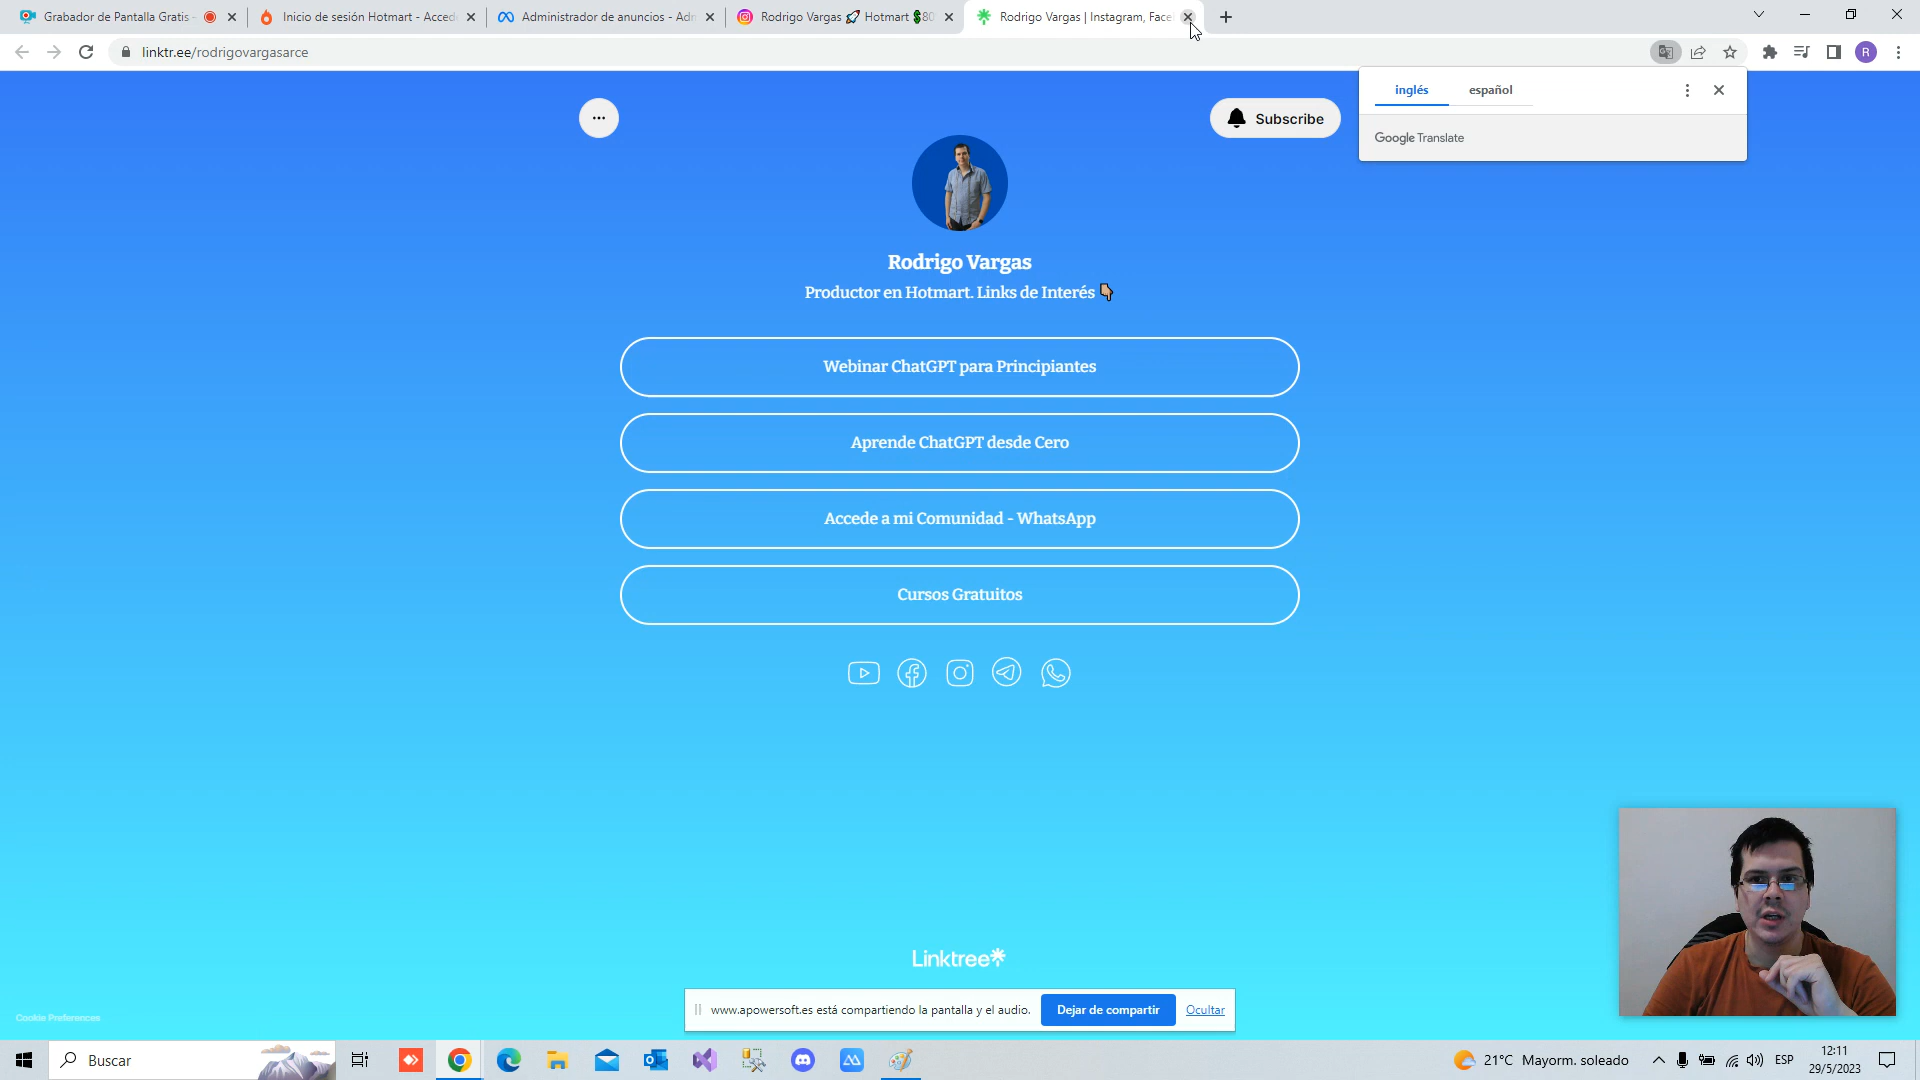 Grabador de Pantalla Gratis -
Inicio de sesión Hotmart - Acced
Administrador de anuncios - Adn
Rodrigo Vargas 🚀 Hotmart 💲80
Rodrigo Vargas | Instagram, Face
linktr.ee/rodrigovargasarce
R
inglés
español
Google Translate
Subscribe
Rodrigo Vargas
Productor en Hotmart. Links de Interés 👇
Webinar ChatGPT para Principiantes
Aprende ChatGPT desde Cero
Accede a mi Comunidad - WhatsApp
Cursos Gratuitos
Linktree
www.apowersoft.es está compartiendo la pantalla y el audio.
Dejar de compartir
Ocultar
Cookie Preferences
Buscar
21°C Mayorm. soleado
ESP
12:11
29/5/2023